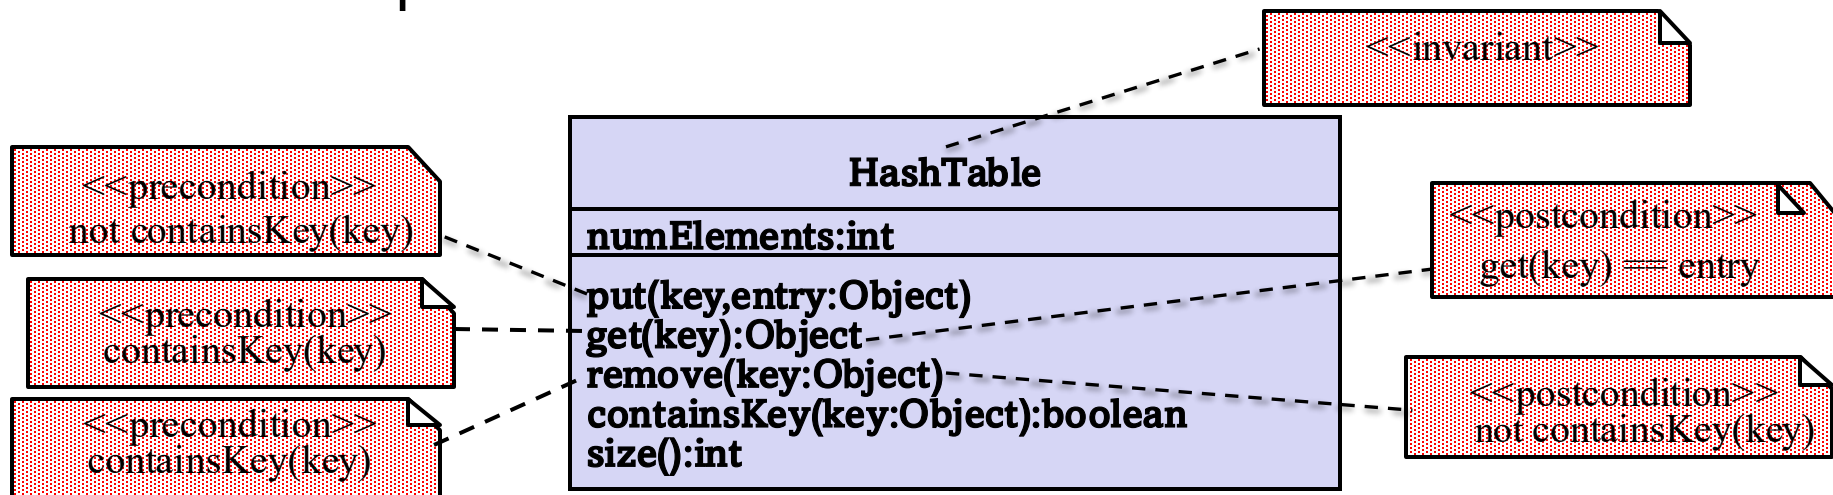 <<invariant>>
<<precondition>>
not containsKey(key)
<<precondition>>
containsKey(key)
<<precondition>>
containsKey(key)
HashTable
numElements:int
put(key,entry:Object)
get(key):Object
remove(key:Object)
containsKey(key:Object):boolean
size():int
<<postcondition>>
get(key) == entry
<<postcondition>>
not containsKey(key)